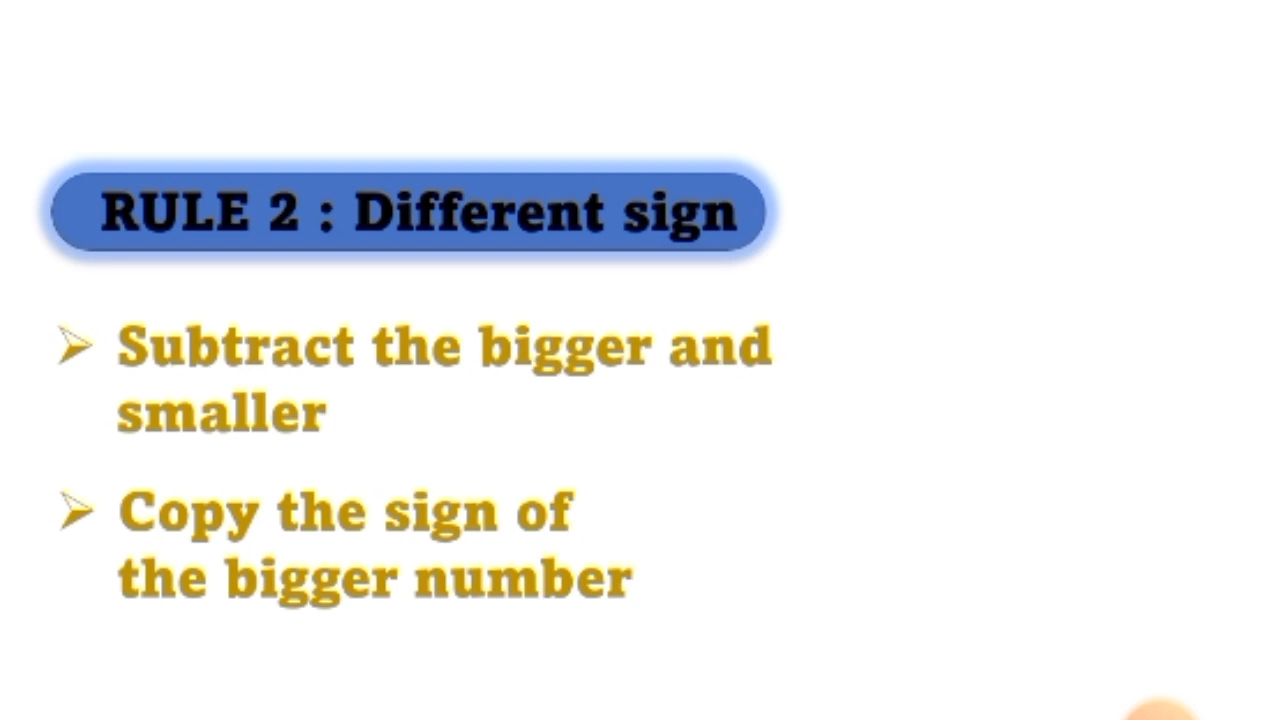 RULE 2 : Different sign
➢ Subtract the bigger and
smaller
➢ Copy the sign of
the bigger number